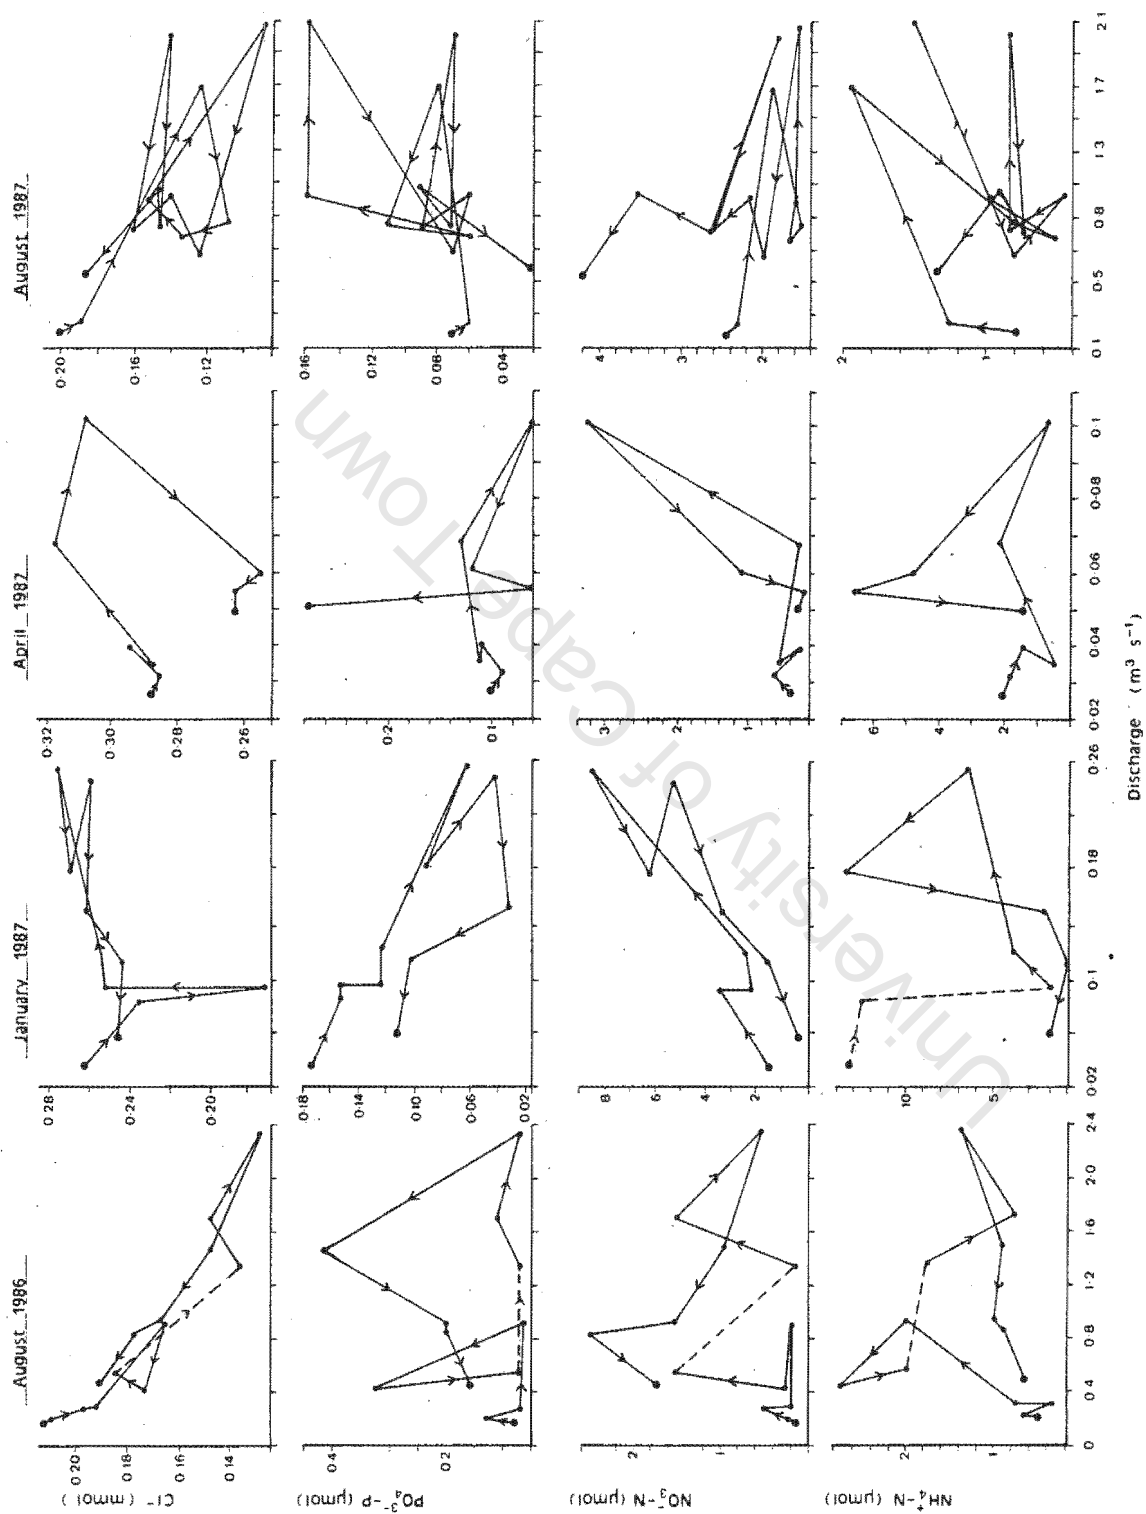 August 1986 January 1987 April 1987 August 1987
Cl⁻ (mmol)
0·20 0·28 0·32 0·20
0·18 0·24 0·30 0·16
0·16 0·20 0·28 0·12
0·14 0·26
PO₄³⁻-P (µmol)
0·4 0·18 0·2 0·16
0·2 0·14 0·1 0·12
0·10 0·08
0·06 0·04
0·02
NO₃⁻-N (µmol)
2 8 3 4
1 6 2 3
4 1 2
2
NH₄⁺-N (µmol)
2 10 6 2
1 5 4 1
2
0 0·4 0·8 1·2 1·6 2·0 2·4 0·02 0·1 0·18 0·26 0·02 0·04 0·06 0·08 0·1 0·1 0·5 0·8 1·3 1·7 2·1
Discharge (m³ s⁻¹)
University of Cape Town